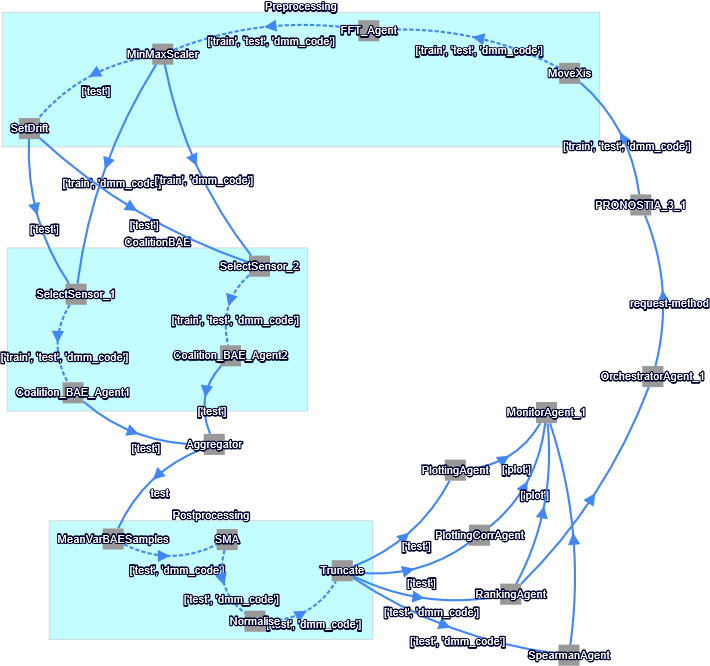 Preprocessing
FFT_Agent
['train', 'test', 'dmm_code']
['train', 'test', 'dmm_code']
MinMaxScaler
MoveXis
['test']
SetDrift
['train', 'test', 'dmm_code']
['train', 'dmm_code']
['train', 'dmm_code']
PRONOSTIA_3_1
['test']
['test']
CoalitionBAE
SelectSensor_2
SelectSensor_1
request-method
['train', 'test', 'dmm_code']
['train', 'test', 'dmm_code']
Coalition_BAE_Agent2
OrchestratorAgent_1
Coalition_BAE_Agent1
['test']
MonitorAgent_1
['test']
Aggregator
PlottingAgent
['plot']
test
['plot']
Postprocessing
MeanVarBAESamples
SMA
PlottingCorrAgent
['test']
['test', 'dmm_code']
Truncate
['test']
RankingAgent
['test', 'dmm_code']
['test', 'dmm_code']
Normalise
['test', 'dmm_code']
['test', 'dmm_code']
SpearmanAgent